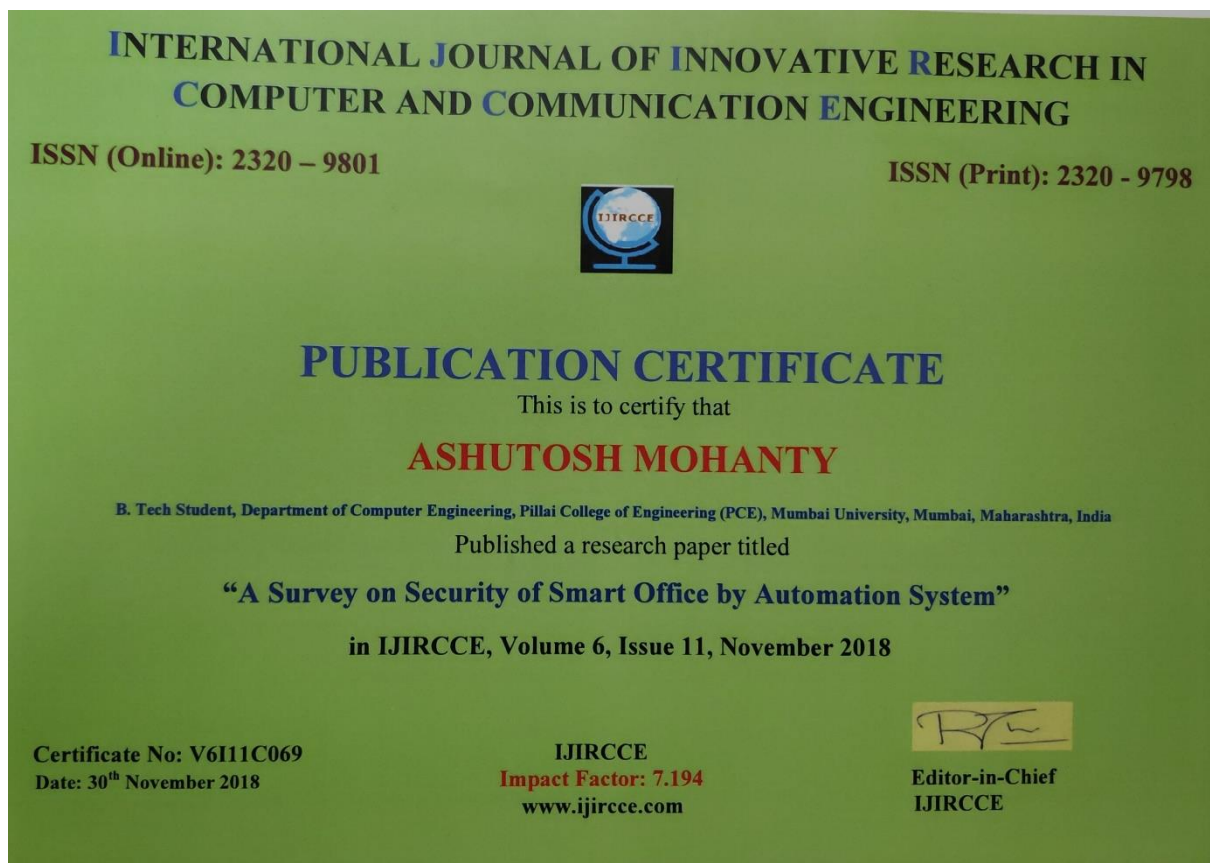 INTERNATIONAL JOURNAL OF INNOVATIVE RESEARCH IN
COMPUTER AND COMMUNICATION ENGINEERING
ISSN (Online): 2320 – 9801
ISSN (Print): 2320 - 9798
IJIRCCE
PUBLICATION CERTIFICATE
This is to certify that
ASHUTOSH MOHANTY
B. Tech Student, Department of Computer Engineering, Pillai College of Engineering (PCE), Mumbai University, Mumbai, Maharashtra, India
Published a research paper titled
“A Survey on Security of Smart Office by Automation System”
in IJIRCCE, Volume 6, Issue 11, November 2018
Certificate No: V6I11C069
Date: 30th November 2018
IJIRCCE
Impact Factor: 7.194
www.ijircce.com
Editor-in-Chief
IJIRCCE